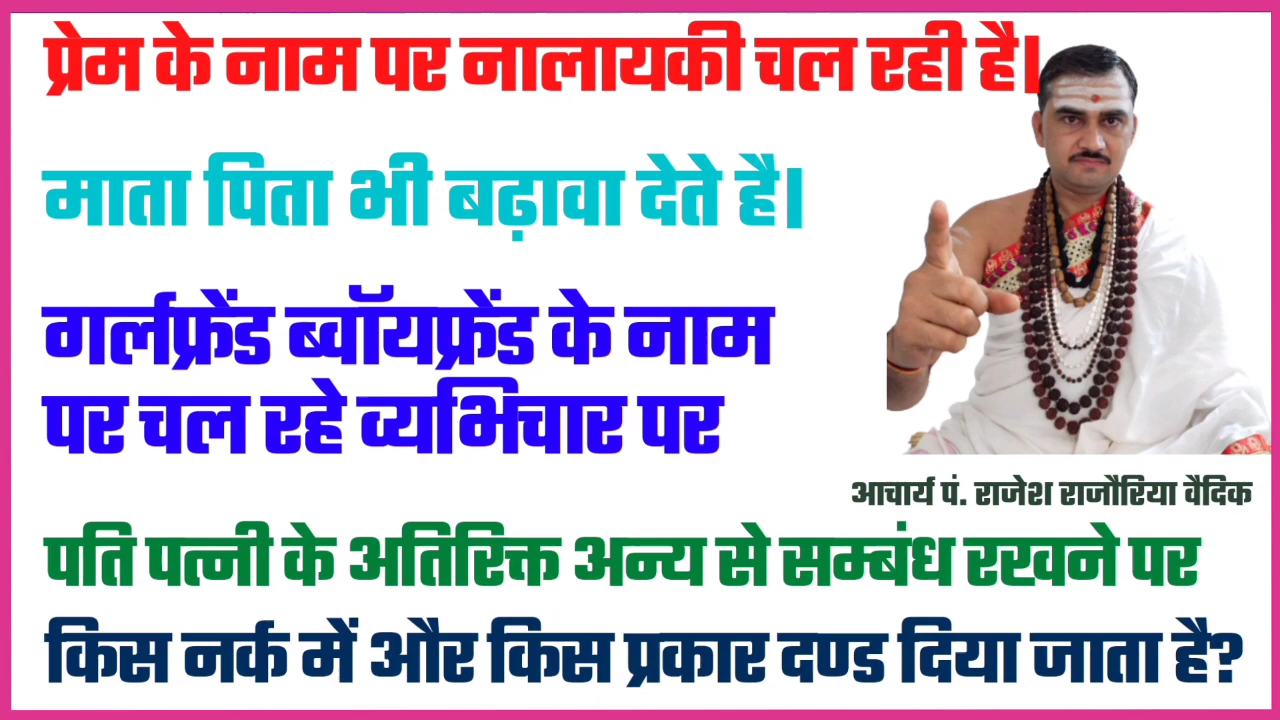 प्रेम के नाम पर नालायकी चल रही है।
माता पिता भी बढ़ावा देते है।
गर्लफ्रेंड ब्वॉयफ्रेंड के नाम
पर चल रहे व्यभिचार पर
आचार्य पं. राजेश राजौरिया वैदिक
पति पत्नी के अतिरिक्त अन्य से सम्बंध रखने पर
किस नर्क में और किस प्रकार दण्ड दिया जाता है?